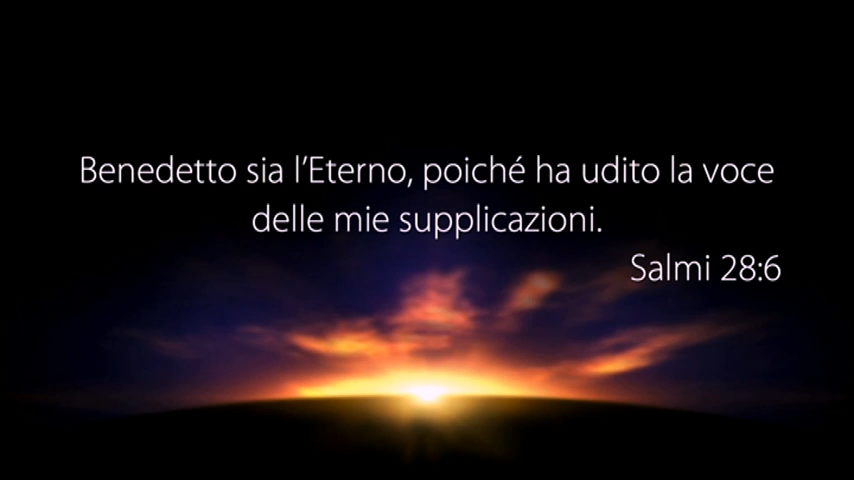 Benedetto sia l’Eterno, poiché ha udito la voce
delle mie supplicazioni.
Salmi 28:6